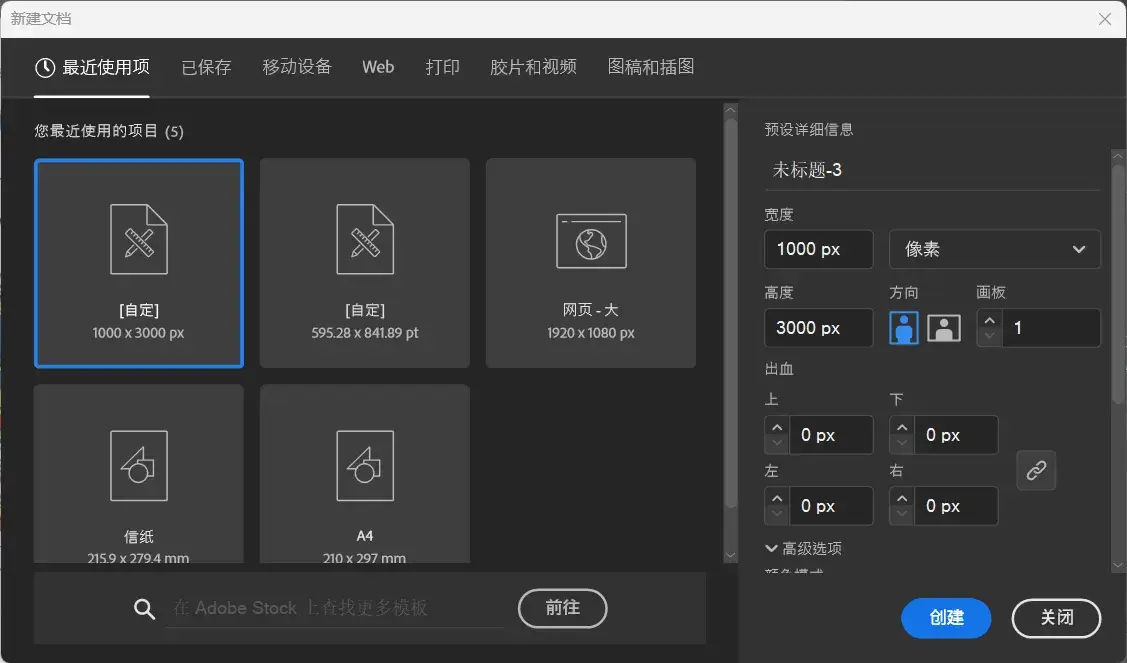 新建文档
最近使用项 已保存 移动设备 Web 打印 胶片和视频 图稿和插图
您最近使用的项目 (5)
[自定]
1000 x 3000 px
[自定]
595.28 x 841.89 pt
网页 - 大
1920 x 1080 px
信纸
215.9 x 279.4 mm
A4
210 x 297 mm
在 Adobe Stock 上查找更多模板
前往
预设详细信息
未标题-3
宽度
1000 px 像素
高度 方向 画板
3000 px 1
出血
上 下
0 px 0 px
左 右
0 px 0 px
高级选项
颜色模式
创建 关闭